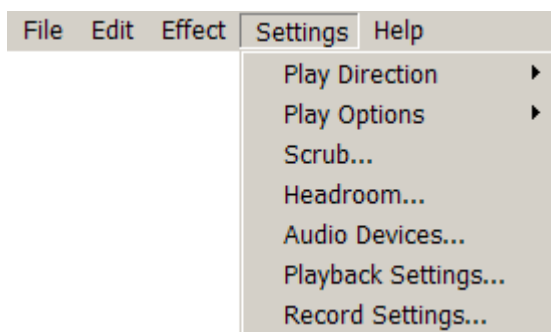 File Edit Effect Settings Help
Play Direction
Play Options
Scrub...
Headroom...
Audio Devices...
Playback Settings...
Record Settings...